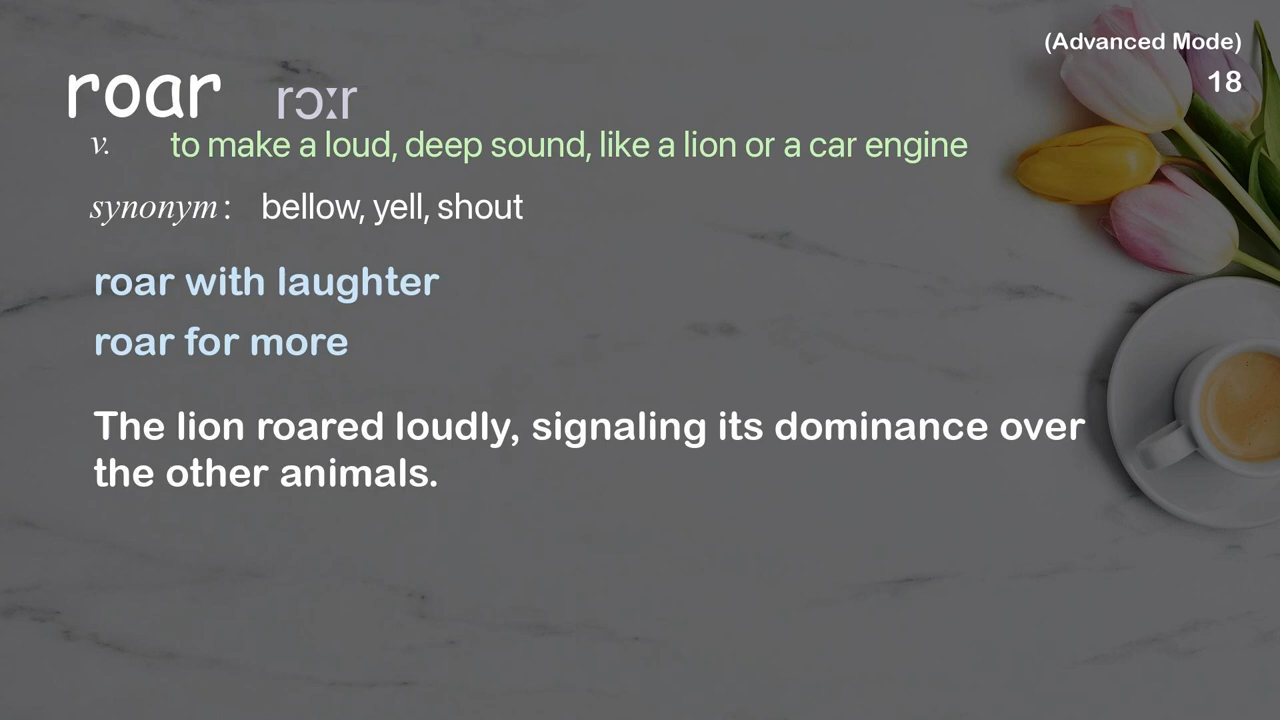 (Advanced Mode)
18
roar rɔːr
v. to make a loud, deep sound, like a lion or a car engine
synonym: bellow, yell, shout
roar with laughter
roar for more
The lion roared loudly, signaling its dominance over
the other animals.